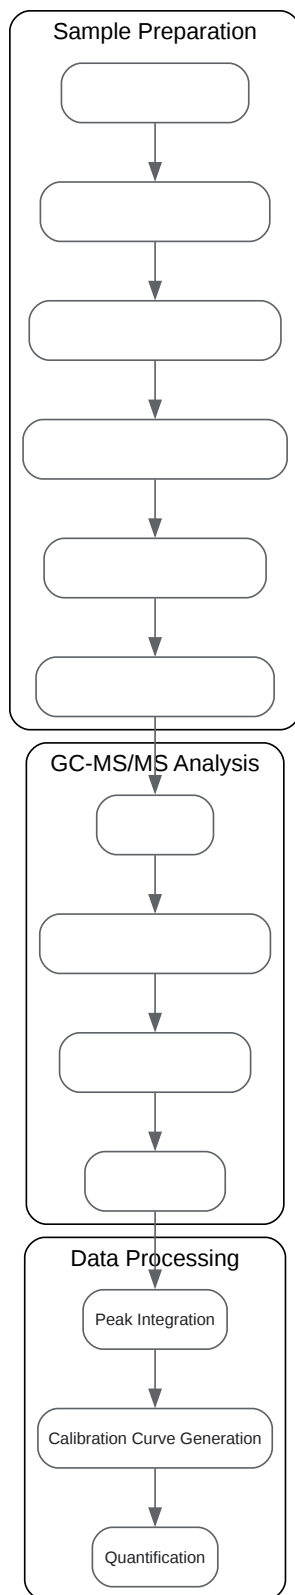 Sample Preparation
GC-MS/MS Analysis
Data Processing
Peak Integration
Calibration Curve Generation
Quantification